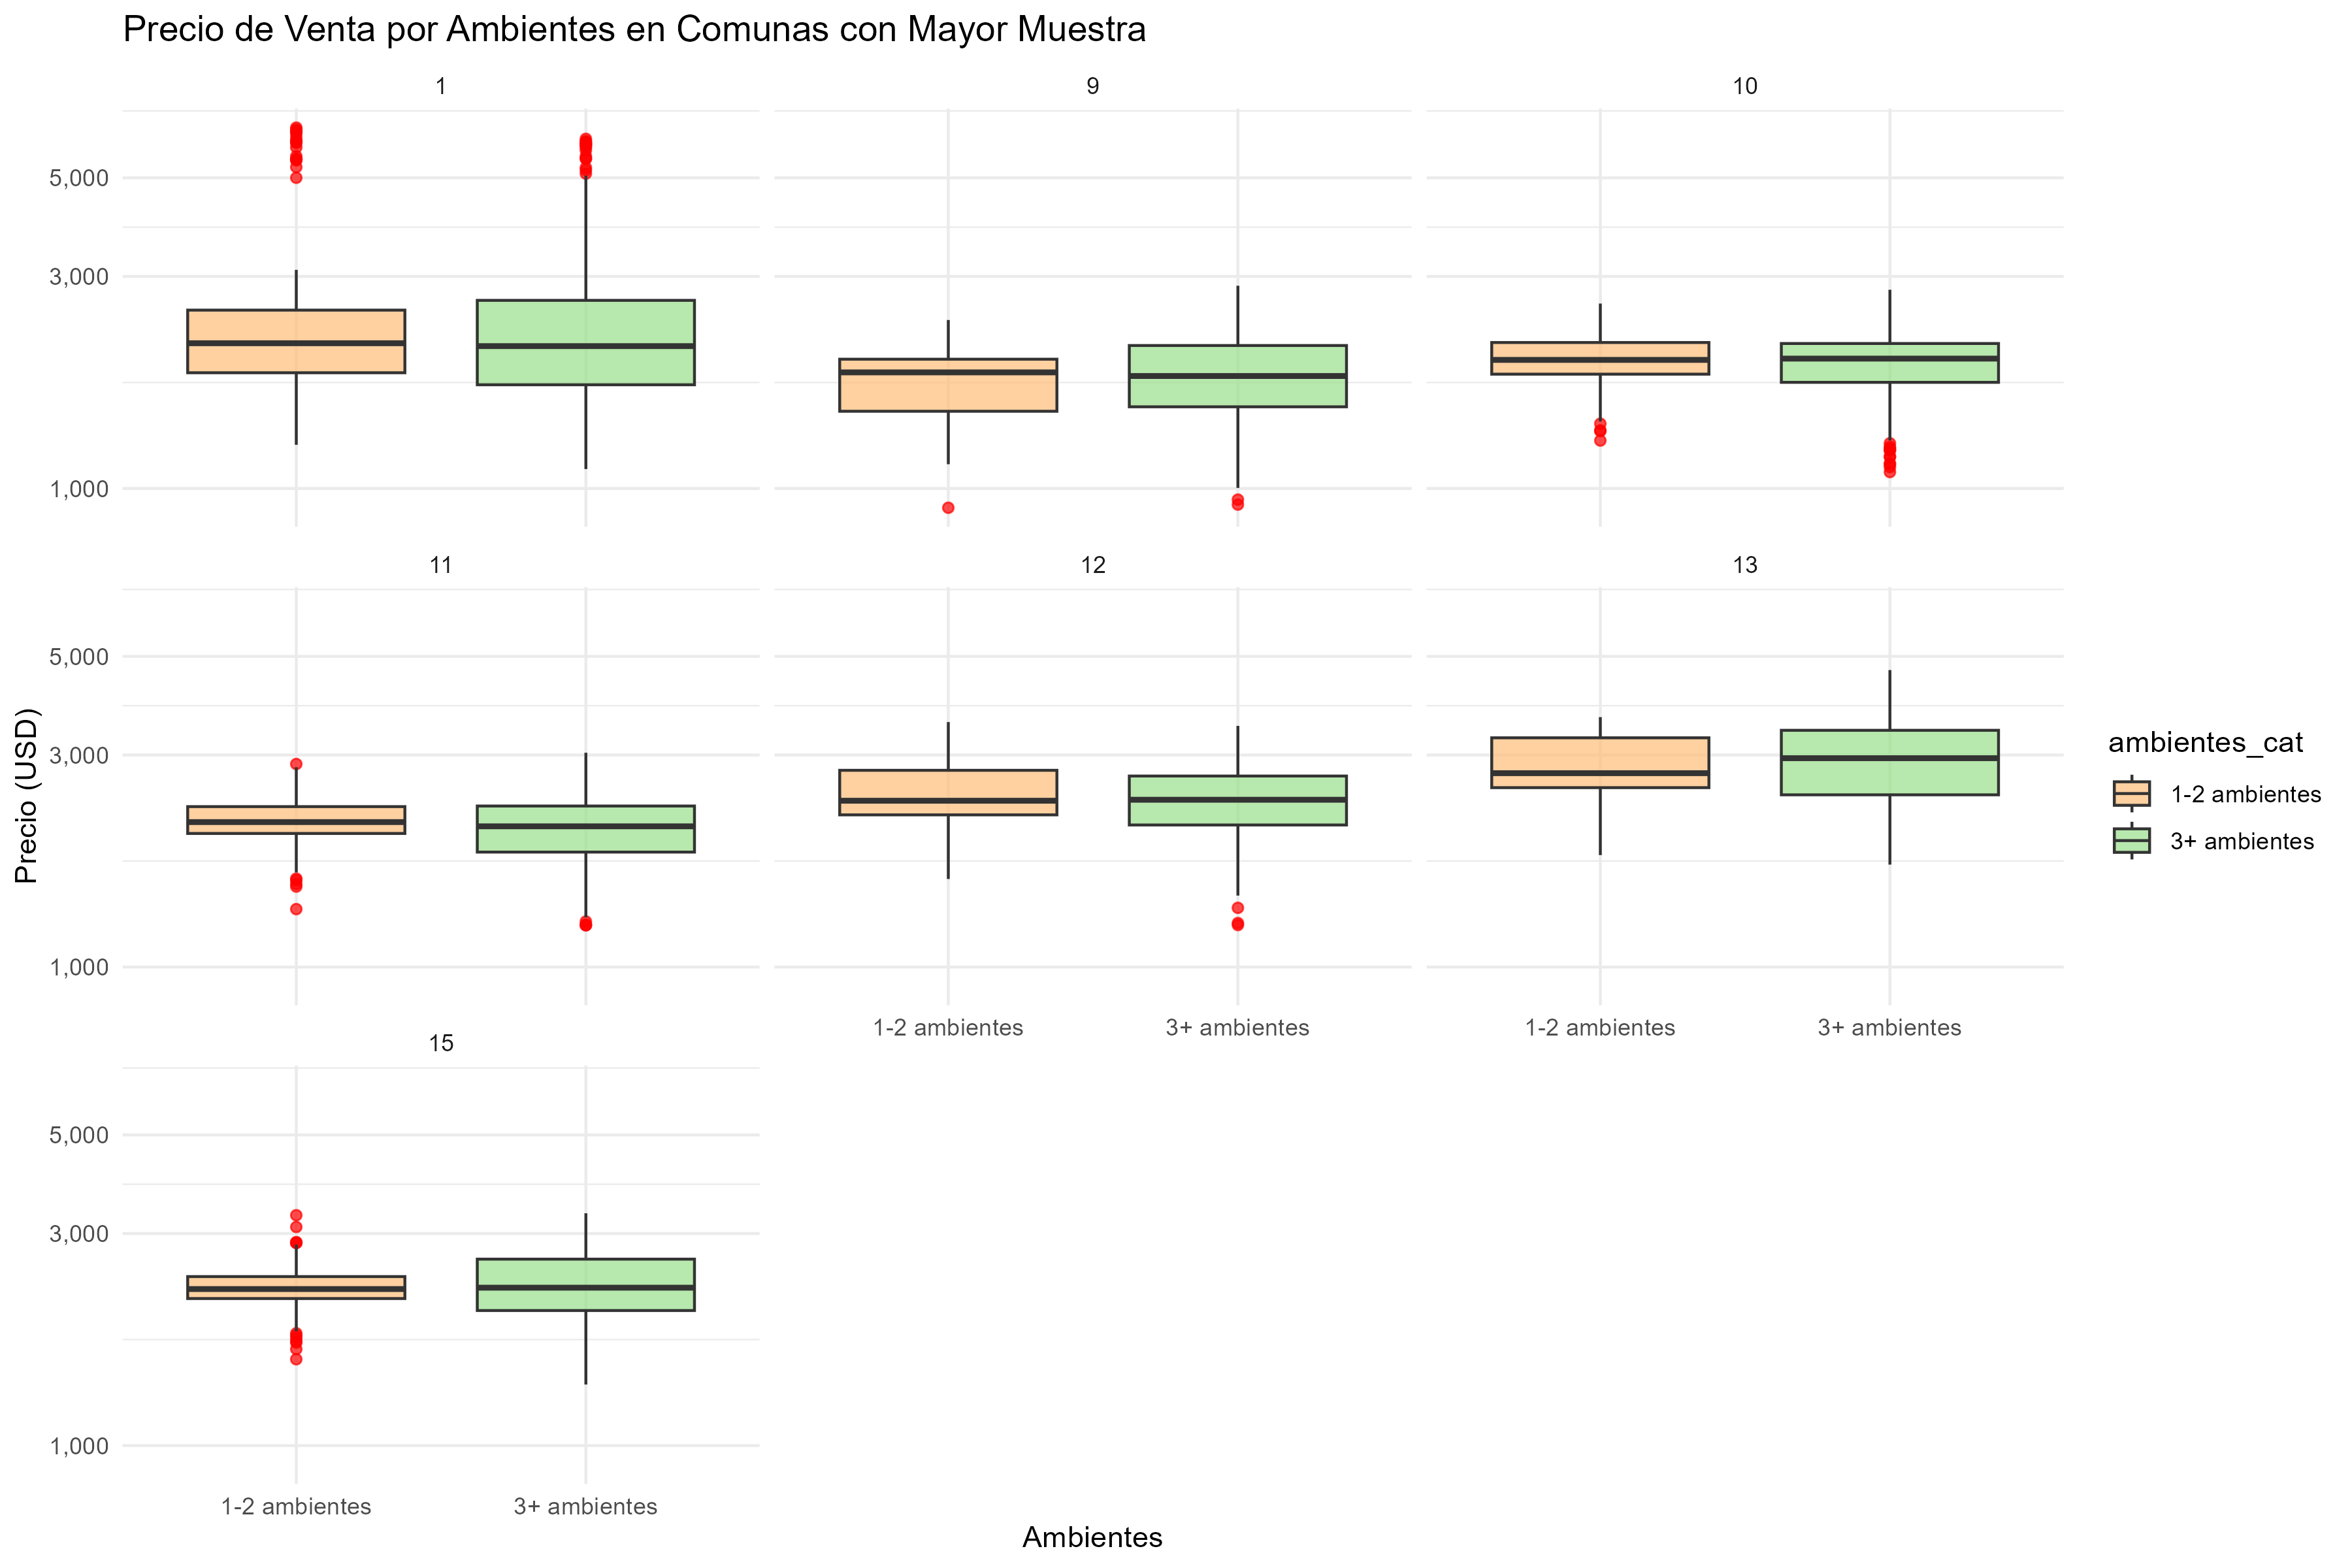 Precio de Venta por Ambientes en Comunas con Mayor Muestra
1
9
10
5,000
3,000
1,000
11
12
13
5,000
3,000
1,000
Precio (USD)
ambientes_cat
1-2 ambientes
3+ ambientes
1-2 ambientes
3+ ambientes
1-2 ambientes
3+ ambientes
15
5,000
3,000
1,000
1-2 ambientes
3+ ambientes
Ambientes